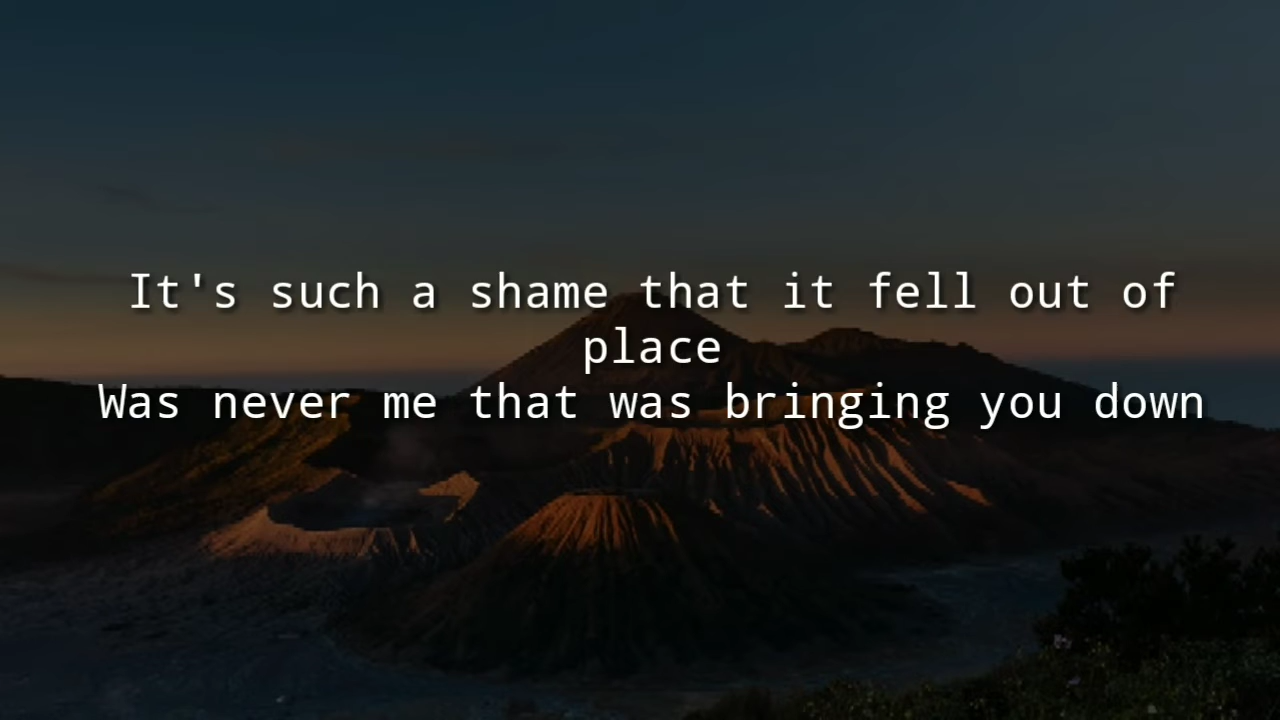 It's such a shame that it fell out of
place
Was never me that was bringing you down